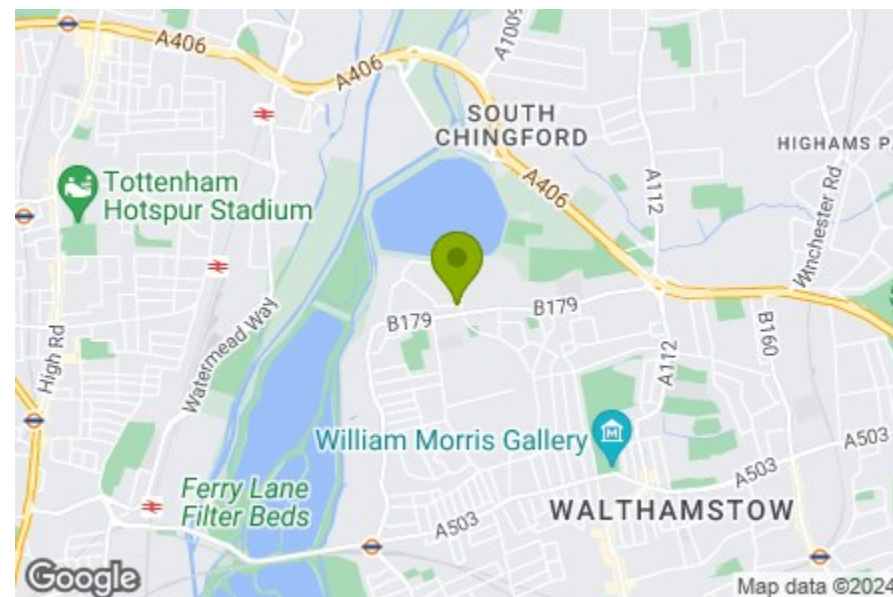 A406
A406
A1009
SOUTH
CHINGFORD
HIGHAMS PA
A406
A112
Winchester Rd
Tottenham
Hotspur Stadium
Watermead Way
High Rd
B179
B179
B160
A112
William Morris Gallery
A503
Ferry Lane
Filter Beds
A503
WALTHAMSTOW
Google
Map data ©2024